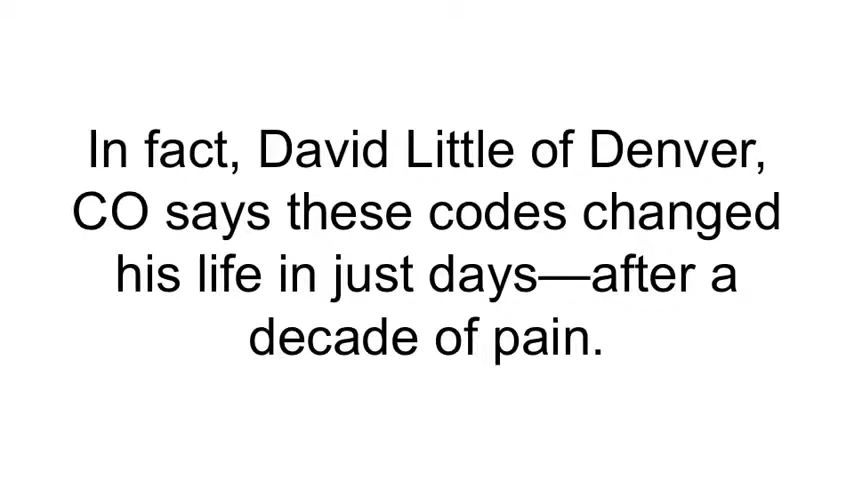 In fact, David Little of Denver,
CO says these codes changed
his life in just days—after a
decade of pain.